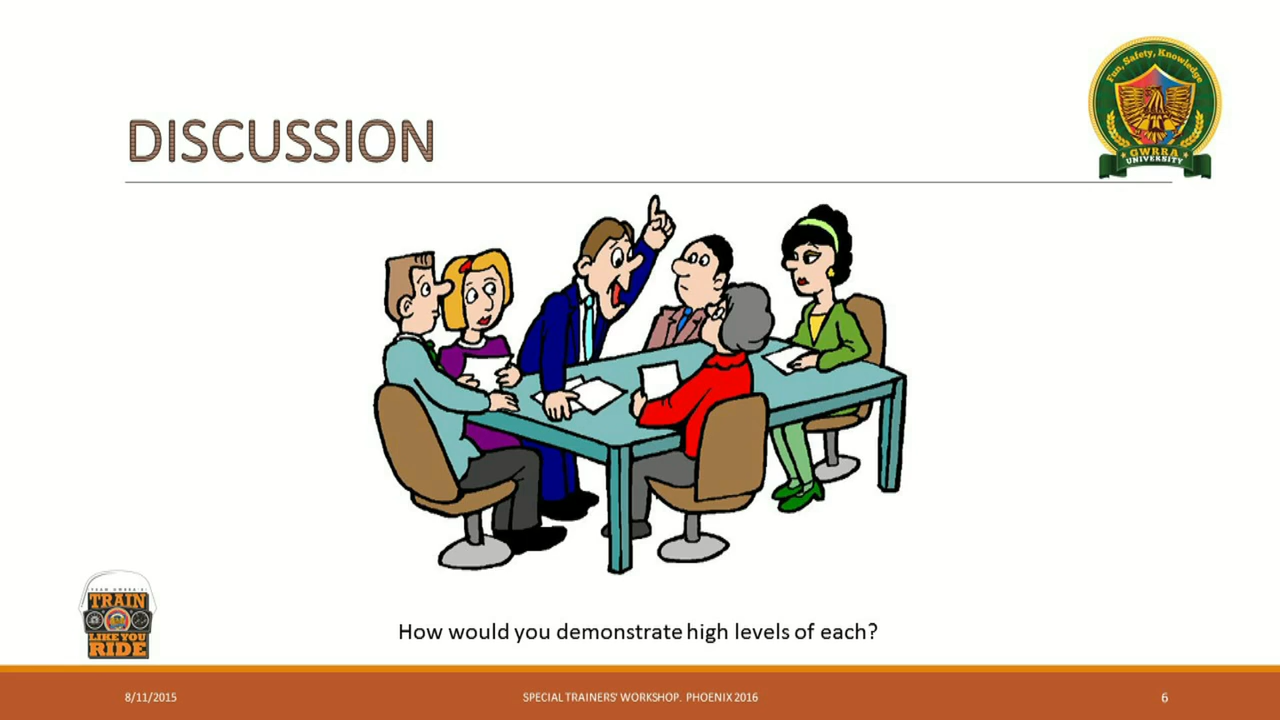 DISCUSSION
Fun, Safety, Knowledge
GWRRA
UNIVERSITY
TRAIN
LIKE YOU
RIDE
How would you demonstrate high levels of each?
8/11/2015
SPECIAL TRAINERS' WORKSHOP. PHOENIX 2016
6